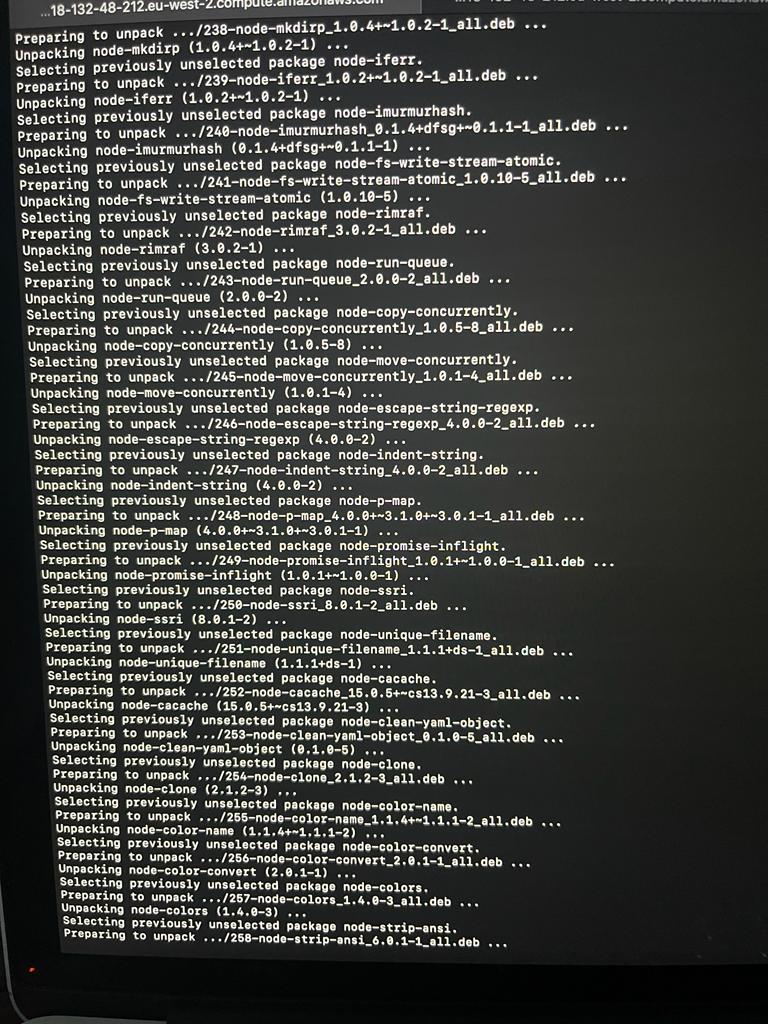 ...18-132-48-212.eu-west-2.compute.amazonaws.com
Preparing to unpack .../238-node-mkdirp_1.0.4+~1.0.2-1_all.deb ...
Unpacking node-mkdirp (1.0.4+~1.0.2-1) ...
Selecting previously unselected package node-iferr.
Preparing to unpack .../239-node-iferr_1.0.2+~1.0.2-1_all.deb ...
Unpacking node-iferr (1.0.2+~1.0.2-1) ...
Selecting previously unselected package node-imurmurhash.
Preparing to unpack .../240-node-imurmurhash_0.1.4+dfsg+~0.1.1-1_all.deb ...
Unpacking node-imurmurhash (0.1.4+dfsg+~0.1.1-1) ...
Selecting previously unselected package node-fs-write-stream-atomic.
Preparing to unpack .../241-node-fs-write-stream-atomic_1.0.10-5_all.deb ...
Unpacking node-fs-write-stream-atomic (1.0.10-5) ...
Selecting previously unselected package node-rimraf.
Preparing to unpack .../242-node-rimraf_3.0.2-1_all.deb ...
Unpacking node-rimraf (3.0.2-1) ...
Selecting previously unselected package node-run-queue.
Preparing to unpack .../243-node-run-queue_2.0.0-2_all.deb ...
Unpacking node-run-queue (2.0.0-2) ...
Selecting previously unselected package node-copy-concurrently.
Preparing to unpack .../244-node-copy-concurrently_1.0.5-8_all.deb ...
Unpacking node-copy-concurrently (1.0.5-8) ...
Selecting previously unselected package node-move-concurrently.
Preparing to unpack .../245-node-move-concurrently_1.0.1-4_all.deb ...
Unpacking node-move-concurrently (1.0.1-4) ...
Selecting previously unselected package node-escape-string-regexp.
Preparing to unpack .../246-node-escape-string-regexp_4.0.0-2_all.deb ...
Unpacking node-escape-string-regexp (4.0.0-2) ...
Selecting previously unselected package node-indent-string.
Preparing to unpack .../247-node-indent-string_4.0.0-2_all.deb ...
Unpacking node-indent-string (4.0.0-2) ...
Selecting previously unselected package node-p-map.
Preparing to unpack .../248-node-p-map_4.0.0+~3.1.0+~3.0.1-1_all.deb ...
Unpacking node-p-map (4.0.0+~3.1.0+~3.0.1-1) ...
Selecting previously unselected package node-promise-inflight.
Preparing to unpack .../249-node-promise-inflight_1.0.1+~1.0.0-1_all.deb ...
Unpacking node-promise-inflight (1.0.1+~1.0.0-1) ...
Selecting previously unselected package node-ssri.
Preparing to unpack .../250-node-ssri_8.0.1-2_all.deb ...
Unpacking node-ssri (8.0.1-2) ...
Selecting previously unselected package node-unique-filename.
Preparing to unpack .../251-node-unique-filename_1.1.1+ds-1_all.deb ...
Unpacking node-unique-filename (1.1.1+ds-1) ...
Selecting previously unselected package node-cacache.
Preparing to unpack .../252-node-cacache_15.0.5+~cs13.9.21-3_all.deb ...
Unpacking node-cacache (15.0.5+~cs13.9.21-3) ...
Selecting previously unselected package node-clean-yaml-object.
Preparing to unpack .../253-node-clean-yaml-object_0.1.0-5_all.deb ...
Unpacking node-clean-yaml-object (0.1.0-5) ...
Selecting previously unselected package node-clone.
Preparing to unpack .../254-node-clone_2.1.2-3_all.deb ...
Unpacking node-clone (2.1.2-3) ...
Selecting previously unselected package node-color-name.
Preparing to unpack .../255-node-color-name_1.1.4+~1.1.1-2_all.deb ...
Unpacking node-color-name (1.1.4+~1.1.1-2) ...
Selecting previously unselected package node-color-convert.
Preparing to unpack .../256-node-color-convert_2.0.1-1_all.deb ...
Unpacking node-color-convert (2.0.1-1) ...
Selecting previously unselected package node-colors.
Preparing to unpack .../257-node-colors_1.4.0-3_all.deb ...
Unpacking node-colors (1.4.0-3) ...
Selecting previously unselected package node-strip-ansi.
Preparing to unpack .../258-node-strip-ansi_6.0.1-1_all.deb ...